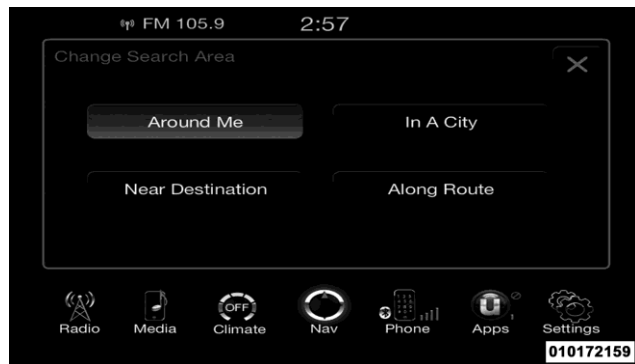 FM 105.9 2:57
Change Search Area
Around Me In A City
Near Destination Along Route
OFF
Radio Media Climate Nav Phone Apps Settings
010172159